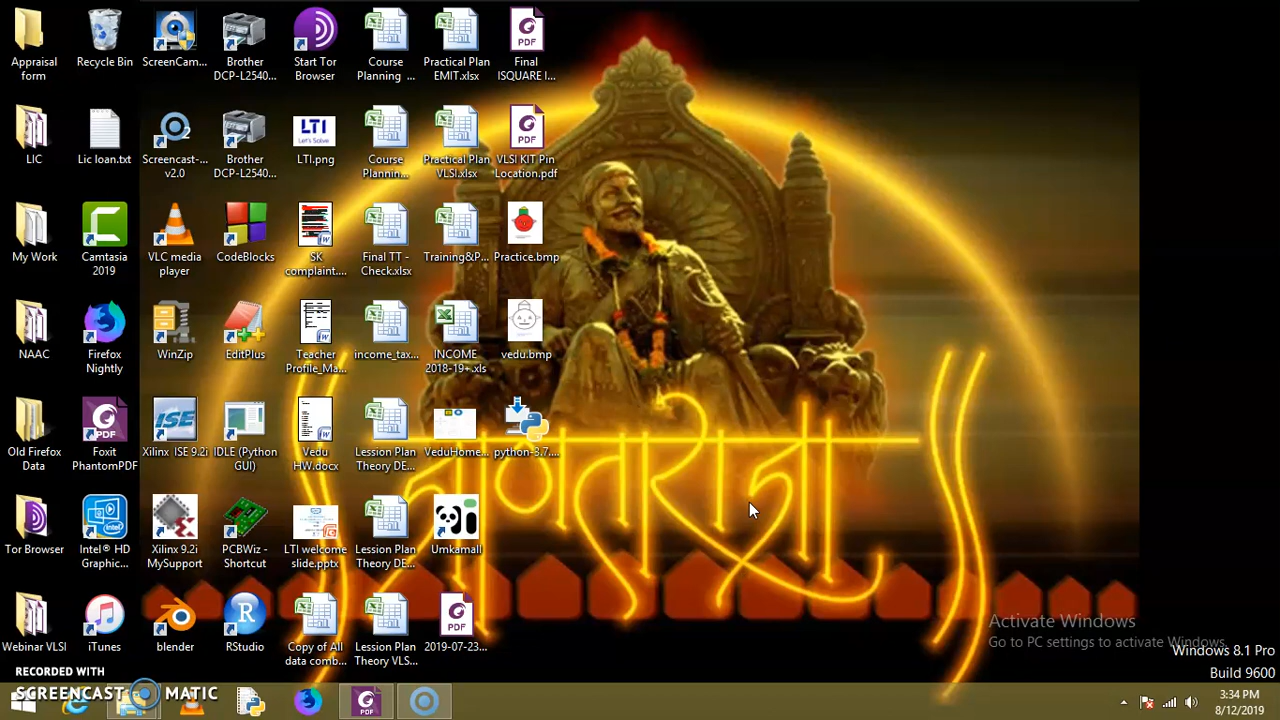 Appraisal form
Recycle Bin
ScreenCam...
Brother DCP-L2540...
Start Tor Browser
Course Planning ...
Practical Plan EMIT.xlsx
Final ISQUARE I...
LIC
Lic loan.txt
Screencast-... v2.0
Brother DCP-L2540...
LTI
Let's Solve
LTI.png
Course Plannin...
Practical Plan VLSI.xlsx
VLSI KIT Pin Location.pdf
My Work
Camtasia 2019
VLC media player
CodeBlocks
SK complaint....
Final TT - Check.xlsx
Training&P...
Practice.bmp
NAAC
Firefox Nightly
WinZip
EditPlus
Teacher Profile_Ma...
income_tax...
INCOME 2018-19+.xls
vedu.bmp
Old Firefox Data
Foxit PhantomPDF
Xilinx ISE 9.2i
IDLE (Python GUI)
Vedu HW.docx
Lession Plan Theory DE...
VeduHome...
python-3.7....
Tor Browser
Intel® HD Graphic...
Xilinx 9.2i MySupport
PCBWiz - Shortcut
LTI welcome slide.pptx
Lession Plan Theory DE...
Umkamall
Webinar VLSI
iTunes
blender
RStudio
Copy of All data comb...
Lession Plan Theory VLS...
2019-07-23...
Activate Windows
Go to PC settings to activate Windows.
Windows 8.1 Pro
Build 9600
RECORDED WITH
SCREENCAST MATIC
3:34 PM
8/12/2019